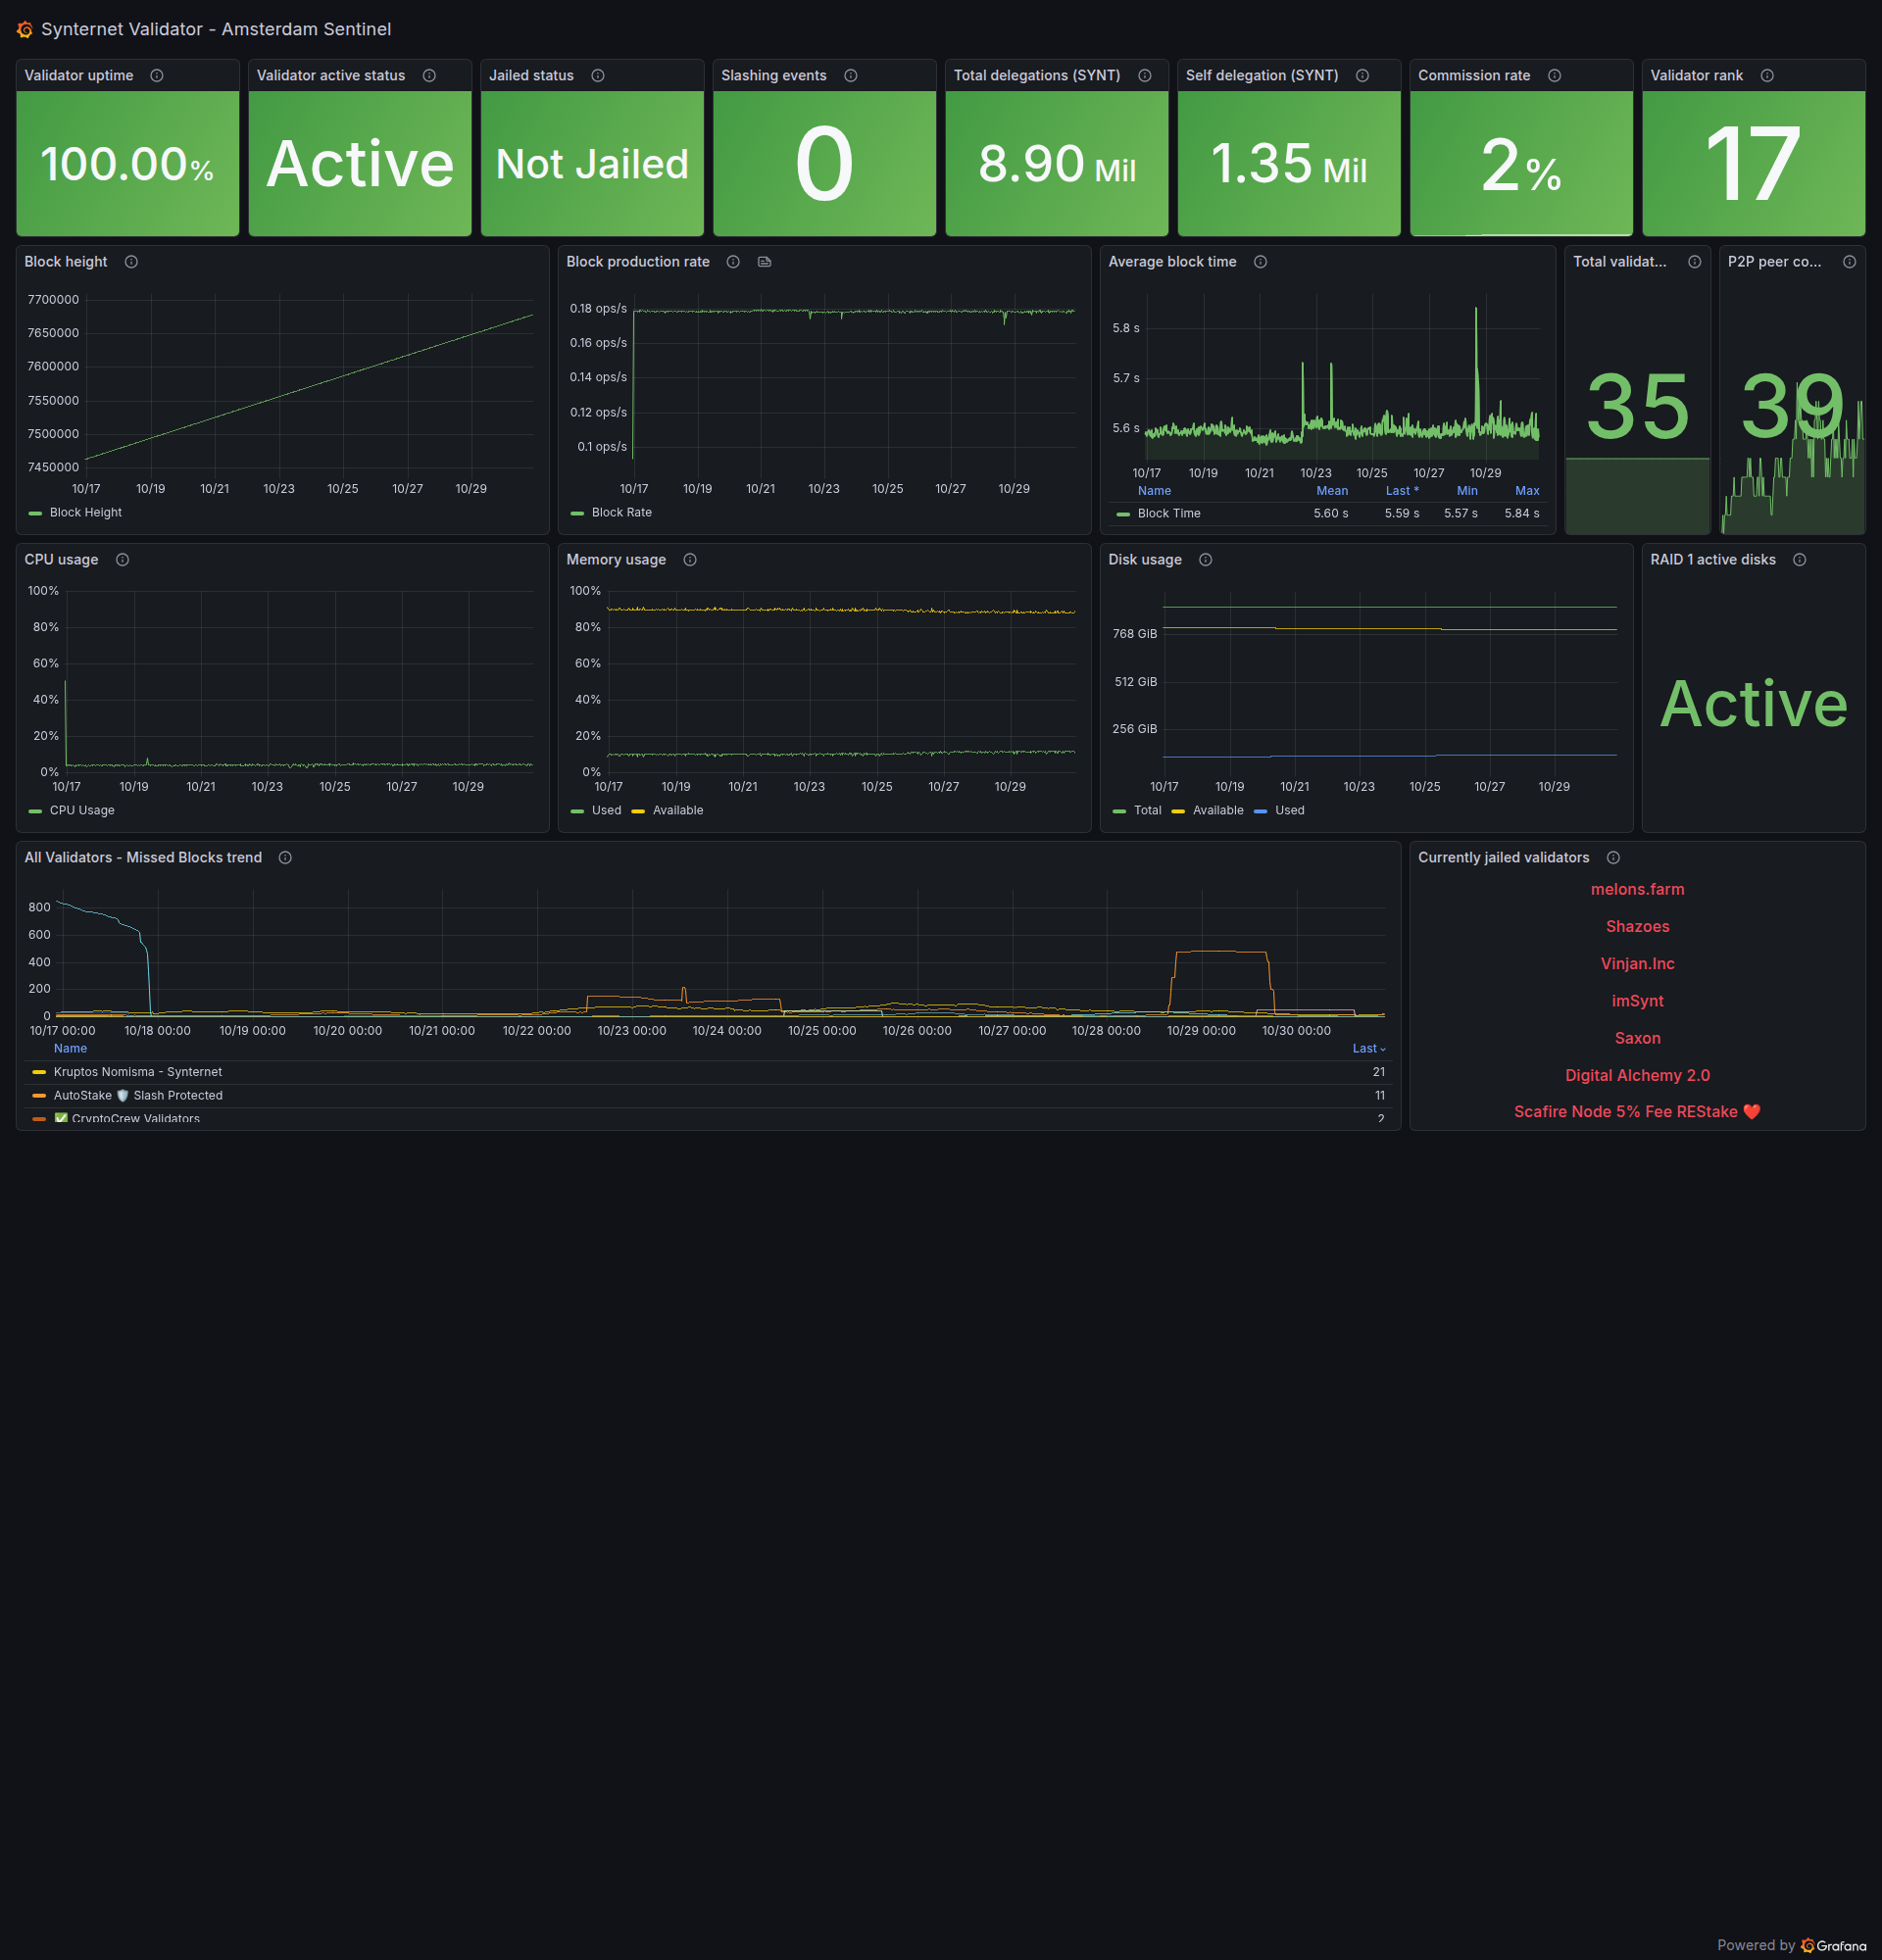 Synternet Validator - Amsterdam Sentinel
Validator uptime
100.00%
Validator active status
Active
Jailed status
Not Jailed
Slashing events
0
Total delegations (SYNT)
8.90 Mil
Self delegation (SYNT)
1.35 Mil
Commission rate
2%
Validator rank
17
Block height
7700000
7650000
7600000
7550000
7500000
7450000
10/17 10/19 10/21 10/23 10/25 10/27 10/29
Block Height
Block production rate
0.18 ops/s
0.16 ops/s
0.14 ops/s
0.12 ops/s
0.1 ops/s
10/17 10/19 10/21 10/23 10/25 10/27 10/29
Block Rate
Average block time
5.8 s
5.7 s
5.6 s
10/17 10/19 10/21 10/23 10/25 10/27 10/29
Name Mean Last * Min Max
Block Time 5.60 s 5.59 s 5.57 s 5.84 s
Total validat...
35
P2P peer co...
39
CPU usage
100%
80%
60%
40%
20%
0%
10/17 10/19 10/21 10/23 10/25 10/27 10/29
CPU Usage
Memory usage
100%
80%
60%
40%
20%
0%
10/17 10/19 10/21 10/23 10/25 10/27 10/29
Used Available
Disk usage
768 GiB
512 GiB
256 GiB
10/17 10/19 10/21 10/23 10/25 10/27 10/29
Total Available Used
RAID 1 active disks
Active
All Validators - Missed Blocks trend
800
600
400
200
0
10/17 00:00 10/18 00:00 10/19 00:00 10/20 00:00 10/21 00:00 10/22 00:00 10/23 00:00 10/24 00:00 10/25 00:00 10/26 00:00 10/27 00:00 10/28 00:00 10/29 00:00 10/30 00:00
Name Last
Kruptos Nomisma - Synternet 21
AutoStake 🛡️ Slash Protected 11
✅ CryptoCrew Validators 2
Currently jailed validators
melons.farm
Shazoes
Vinjan.Inc
imSynt
Saxon
Digital Alchemy 2.0
Scafire Node 5% Fee REStake ❤️
Powered by Grafana